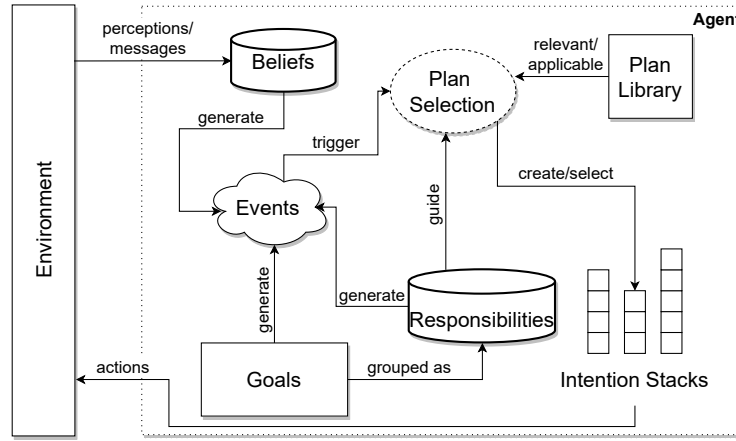 Agent
perceptions/
messages
Beliefs
Plan
Selection
relevant/
applicable
Plan
Library
generate
trigger
create/select
Environment
Events
guide
generate
generate
Responsibilities
Goals
grouped as
actions
Intention Stacks